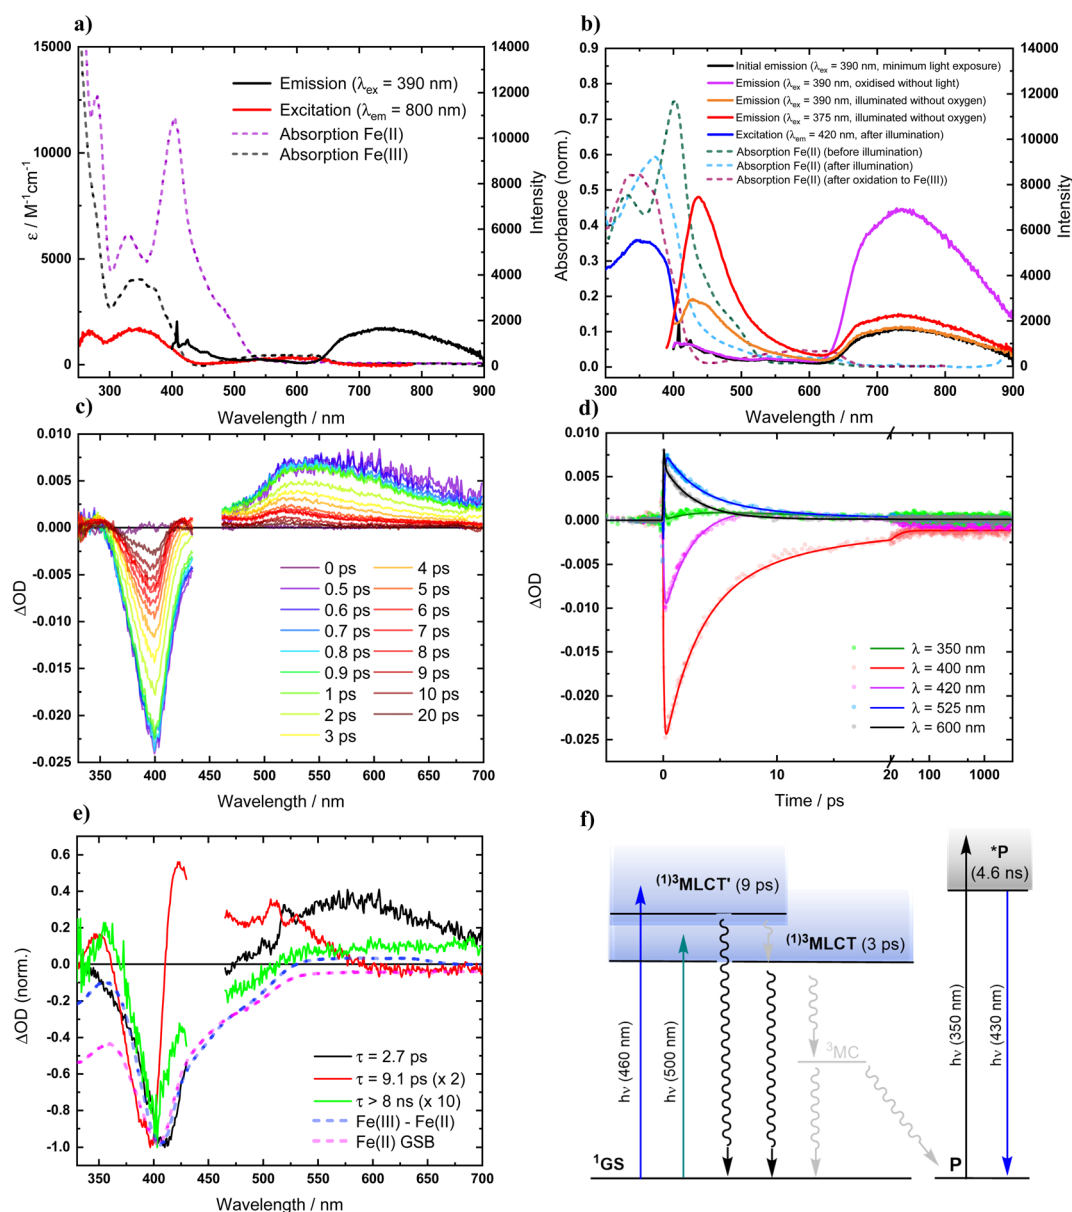 a)
15000
10000
5000
0
ε / M⁻¹cm⁻¹
14000
12000
10000
8000
6000
4000
2000
0
Intensity
Emission (λex = 390 nm)
Excitation (λem = 800 nm)
Absorption Fe(II)
Absorption Fe(III)
300 400 500 600 700 800 900
Wavelength / nm
b)
0.9
0.8
0.7
0.6
0.5
0.4
0.3
0.2
0.1
0.0
Absorbance (norm.)
14000
12000
10000
8000
6000
4000
2000
0
Intensity
Initial emission (λex = 390 nm, minimum light exposure)
Emission (λex = 390 nm, oxidised without light)
Emission (λex = 390 nm, illuminated without oxygen)
Emission (λex = 375 nm, illuminated without oxygen)
Excitation (λem = 420 nm, after illumination)
Absorption Fe(II) (before illumination)
Absorption Fe(II) (after illumination)
Absorption Fe(II) (after oxidation to Fe(III))
300 400 500 600 700 800 900
Wavelength / nm
c)
0.010
0.005
0.000
-0.005
-0.010
-0.015
-0.020
-0.025
ΔOD
0 ps 4 ps
0.5 ps 5 ps
0.6 ps 6 ps
0.7 ps 7 ps
0.8 ps 8 ps
0.9 ps 9 ps
1 ps 10 ps
2 ps 20 ps
3 ps
350 400 450 500 550 600 650 700
Wavelength / nm
d)
0.010
0.005
0.000
-0.005
-0.010
-0.015
-0.020
-0.025
ΔOD
λ = 350 nm
λ = 400 nm
λ = 420 nm
λ = 525 nm
λ = 600 nm
0 10 20 100 1000
Time / ps
e)
0.6
0.4
0.2
0.0
-0.2
-0.4
-0.6
-0.8
-1.0
ΔOD (norm.)
τ = 2.7 ps
τ = 9.1 ps (x 2)
τ > 8 ns (x 10)
Fe(III) - Fe(II)
Fe(II) GSB
350 400 450 500 550 600 650 700
Wavelength / nm
f)
(1)3MLCT' (9 ps)
(1)3MLCT (3 ps)
*P
(4.6 ns)
hν (460 nm)
hν (500 nm)
3MC
hν (350 nm)
hν (430 nm)
1GS
P